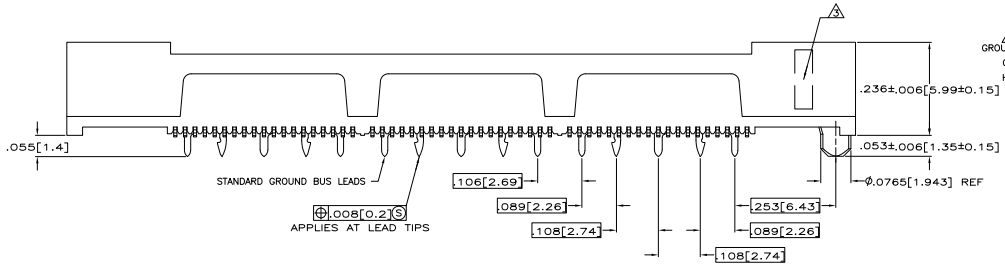 3
GROU
.236±.006[5.99±0.15]
.055[1.4]
.053±.006[1.35±0.15]
STANDARD GROUND BUS LEADS
.106[2.69]
Ø.0765[1.943] REF
⌖.008[0.2]Ⓢ
.089[2.26]
.253[6.43]
APPLIES AT LEAD TIPS
.108[2.74]
.089[2.26]
.108[2.74]